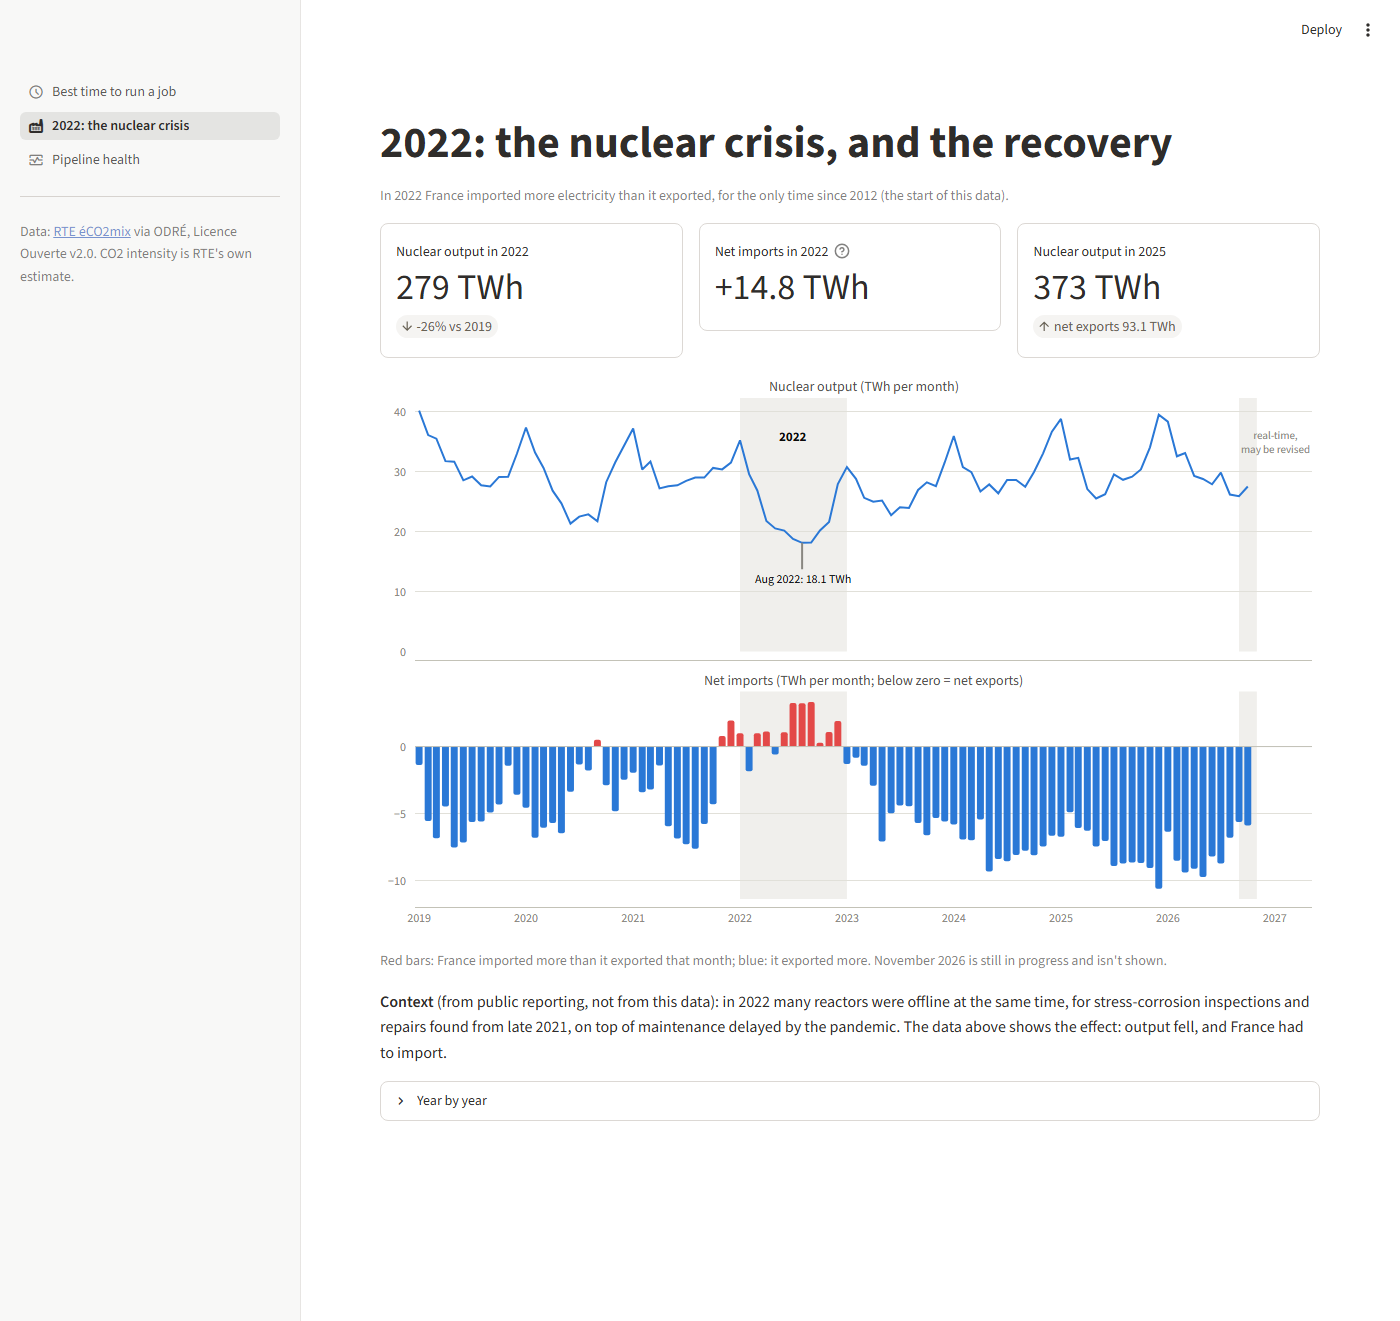 Deploy
Best time to run a job
2022: the nuclear crisis
Pipeline health
Data: RTE éCO2mix via ODRÉ, Licence
Ouverte v2.0. CO2 intensity is RTE's own
estimate.
2022: the nuclear crisis, and the recovery
In 2022 France imported more electricity than it exported, for the only time since 2012 (the start of this data).
Nuclear output in 2022
279 TWh
-26% vs 2019
Net imports in 2022
+14.8 TWh
Nuclear output in 2025
373 TWh
net exports 93.1 TWh
Nuclear output (TWh per month)
40
30
20
10
0
2022
real-time,
may be revised
Aug 2022: 18.1 TWh
Net imports (TWh per month; below zero = net exports)
0
−5
−10
2019 2020 2021 2022 2023 2024 2025 2026 2027
Red bars: France imported more than it exported that month; blue: it exported more. November 2026 is still in progress and isn't shown.
Context (from public reporting, not from this data): in 2022 many reactors were offline at the same time, for stress-corrosion inspections and
repairs found from late 2021, on top of maintenance delayed by the pandemic. The data above shows the effect: output fell, and France had
to import.
Year by year